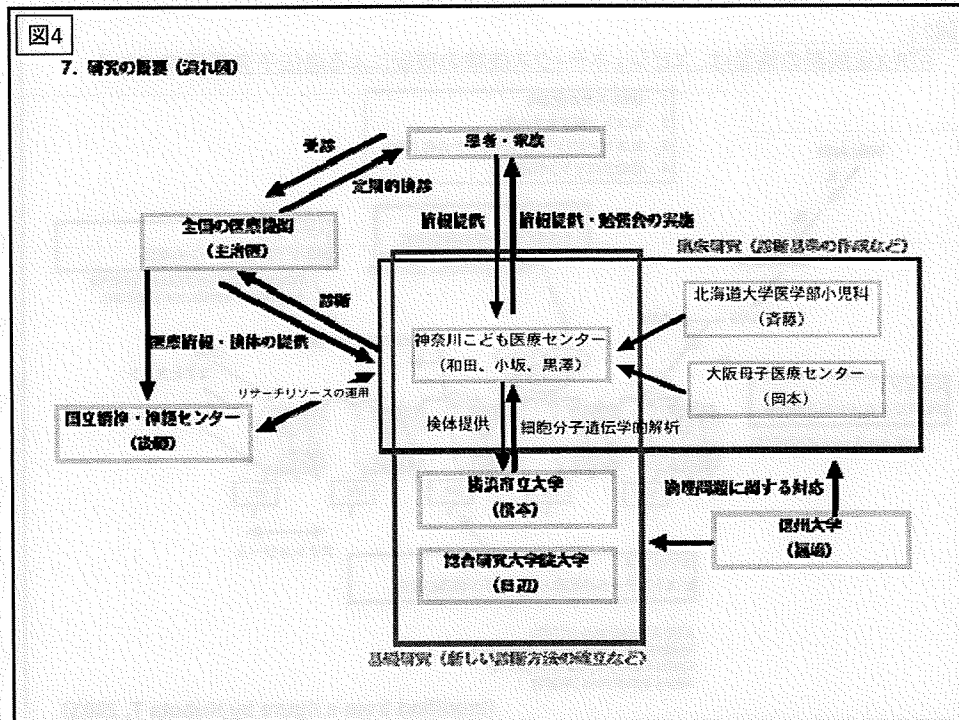 図4
7. 研究の概要（流れ図）
患者・家族
受診
定期的検診
全国の医療機関
（主治医）
情報提供
情報提供・勉強会の実施
臨床研究（診断基準の作成など）
診断
医療情報・検体の提供
北海道大学医学部小児科
（斉藤）
神奈川こども医療センター
（和田、小坂、黒澤）
大阪母子医療センター
（岡本）
リサーチリソースの運用
国立精神・神経センター
（後藤）
検体提供
細胞分子遺伝学的解析
横浜市立大学
（松本）
倫理問題に関する対応
信州大学
（福嶋）
総合研究大学院大学
（田辺）
基礎研究（新しい診断方法の確立など）